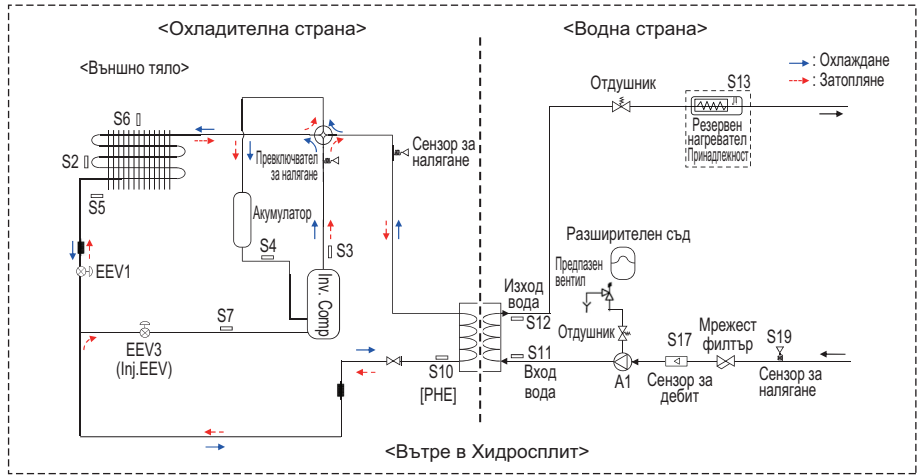 <Охладителна страна>
<Водна страна>
: Охлаждане
: Затопляне
<Външно тяло>
S6
S2
S5
EEV1
EEV3
(Inj.EEV)
S7
Превключвател
за налягане
Акумулатор
S4
S3
Inv. Comp
Сензор за
налягане
S10
[PHE]
Изход
вода
S12
S11
Вход
вода
Отдушник
S13
Резервен
нагревател
Принадлежност
Разширителен съд
Предпазен
вентил
Отдушник
A1
S17
Сензор за
дебит
Мрежест
филтър
S19
Сензор за
налягане
<Вътре в Хидросплит>